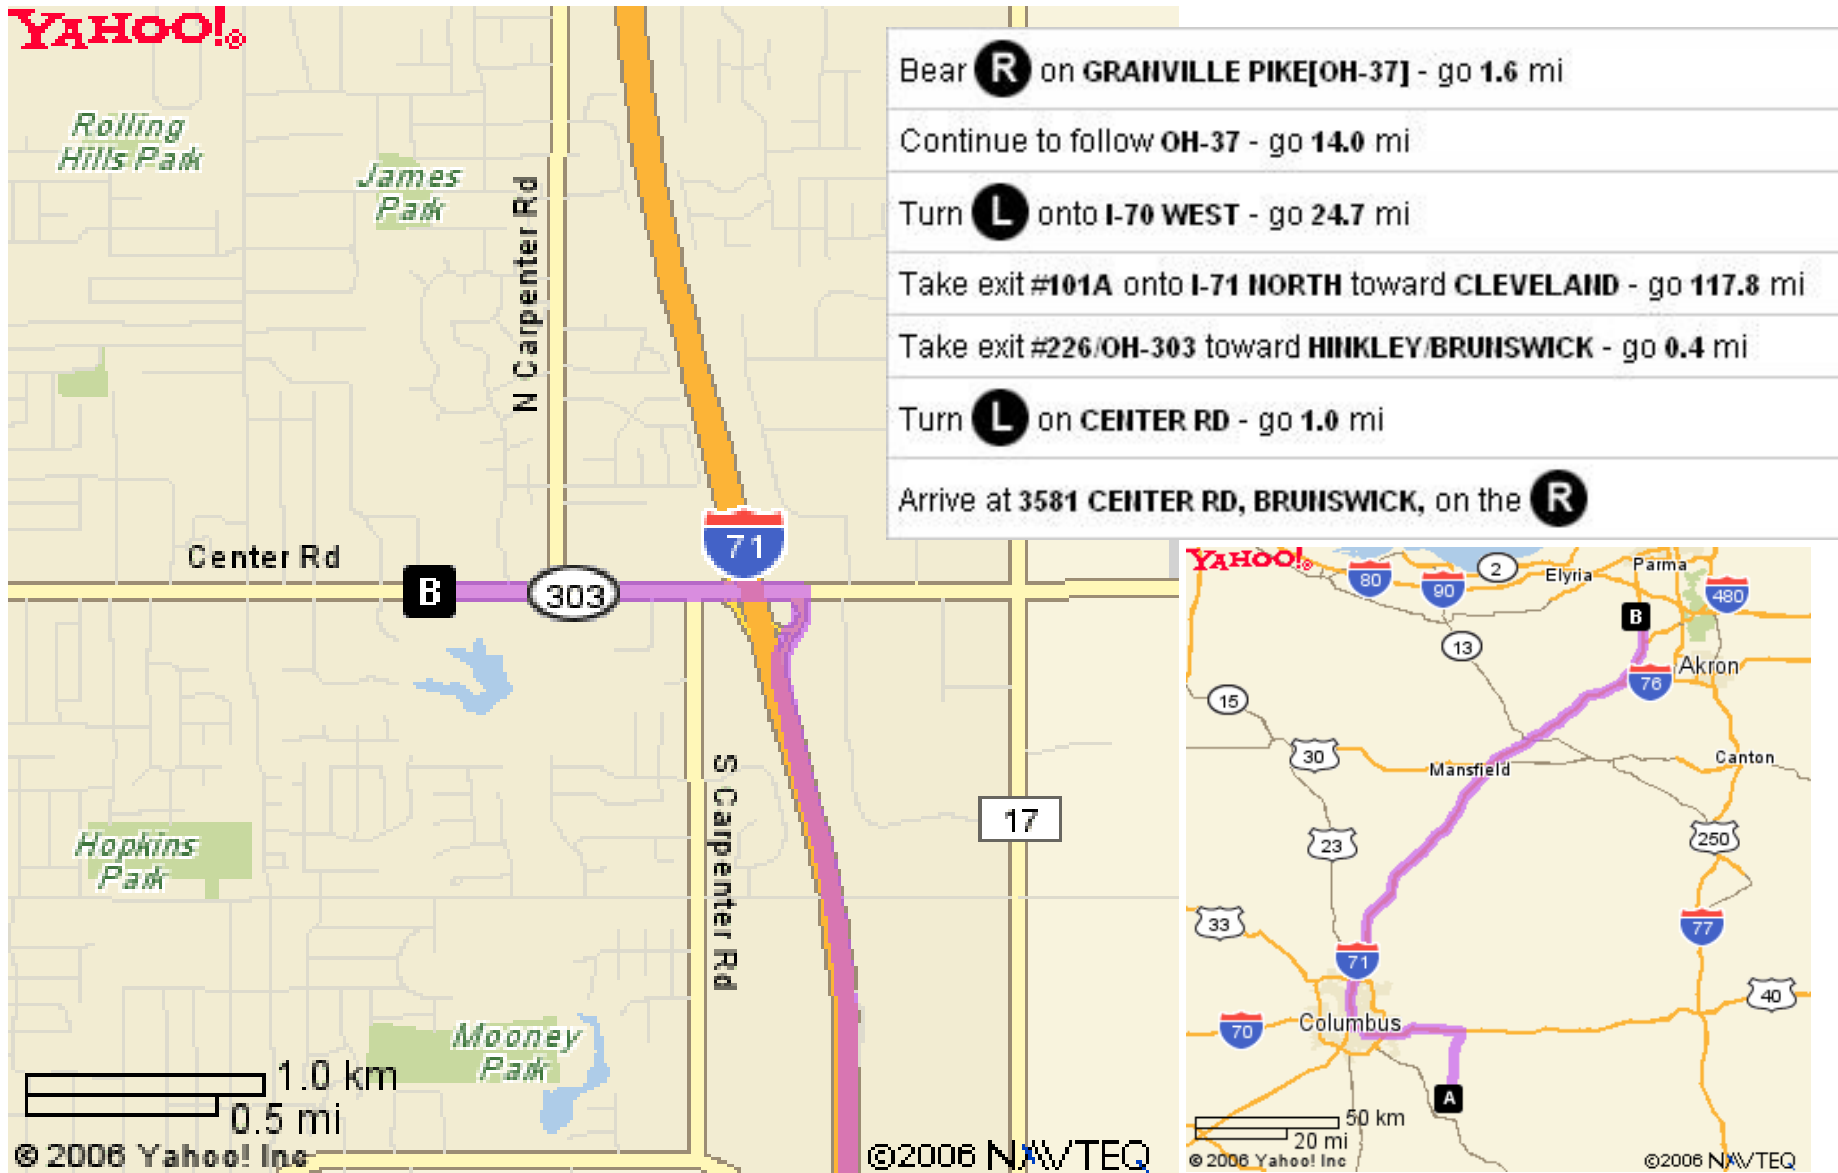 YAHOO!®
Rolling
Hills Park
James
Park
N Carpenter Rd
71
Center Rd
B
303
S Carpenter Rd
17
Hopkins
Park
Mooney
Park
1.0 km
0.5 mi
© 2006 Yahoo! Inc
©2006 NAVTEQ
Bear R on GRANVILLE PIKE[OH-37] - go 1.6 mi
Continue to follow OH-37 - go 14.0 mi
Turn L onto I-70 WEST - go 24.7 mi
Take exit #101A onto I-71 NORTH toward CLEVELAND - go 117.8 mi
Take exit #226/OH-303 toward HINKLEY/BRUNSWICK - go 0.4 mi
Turn L on CENTER RD - go 1.0 mi
Arrive at 3581 CENTER RD, BRUNSWICK, on the R
YAHOO!®
80
90
2
Elyria
Parma
480
B
13
Akron
76
15
30
Mansfield
Canton
23
250
33
77
71
40
70
Columbus
A
50 km
20 mi
© 2006 Yahoo! Inc
©2006 NAVTEQ